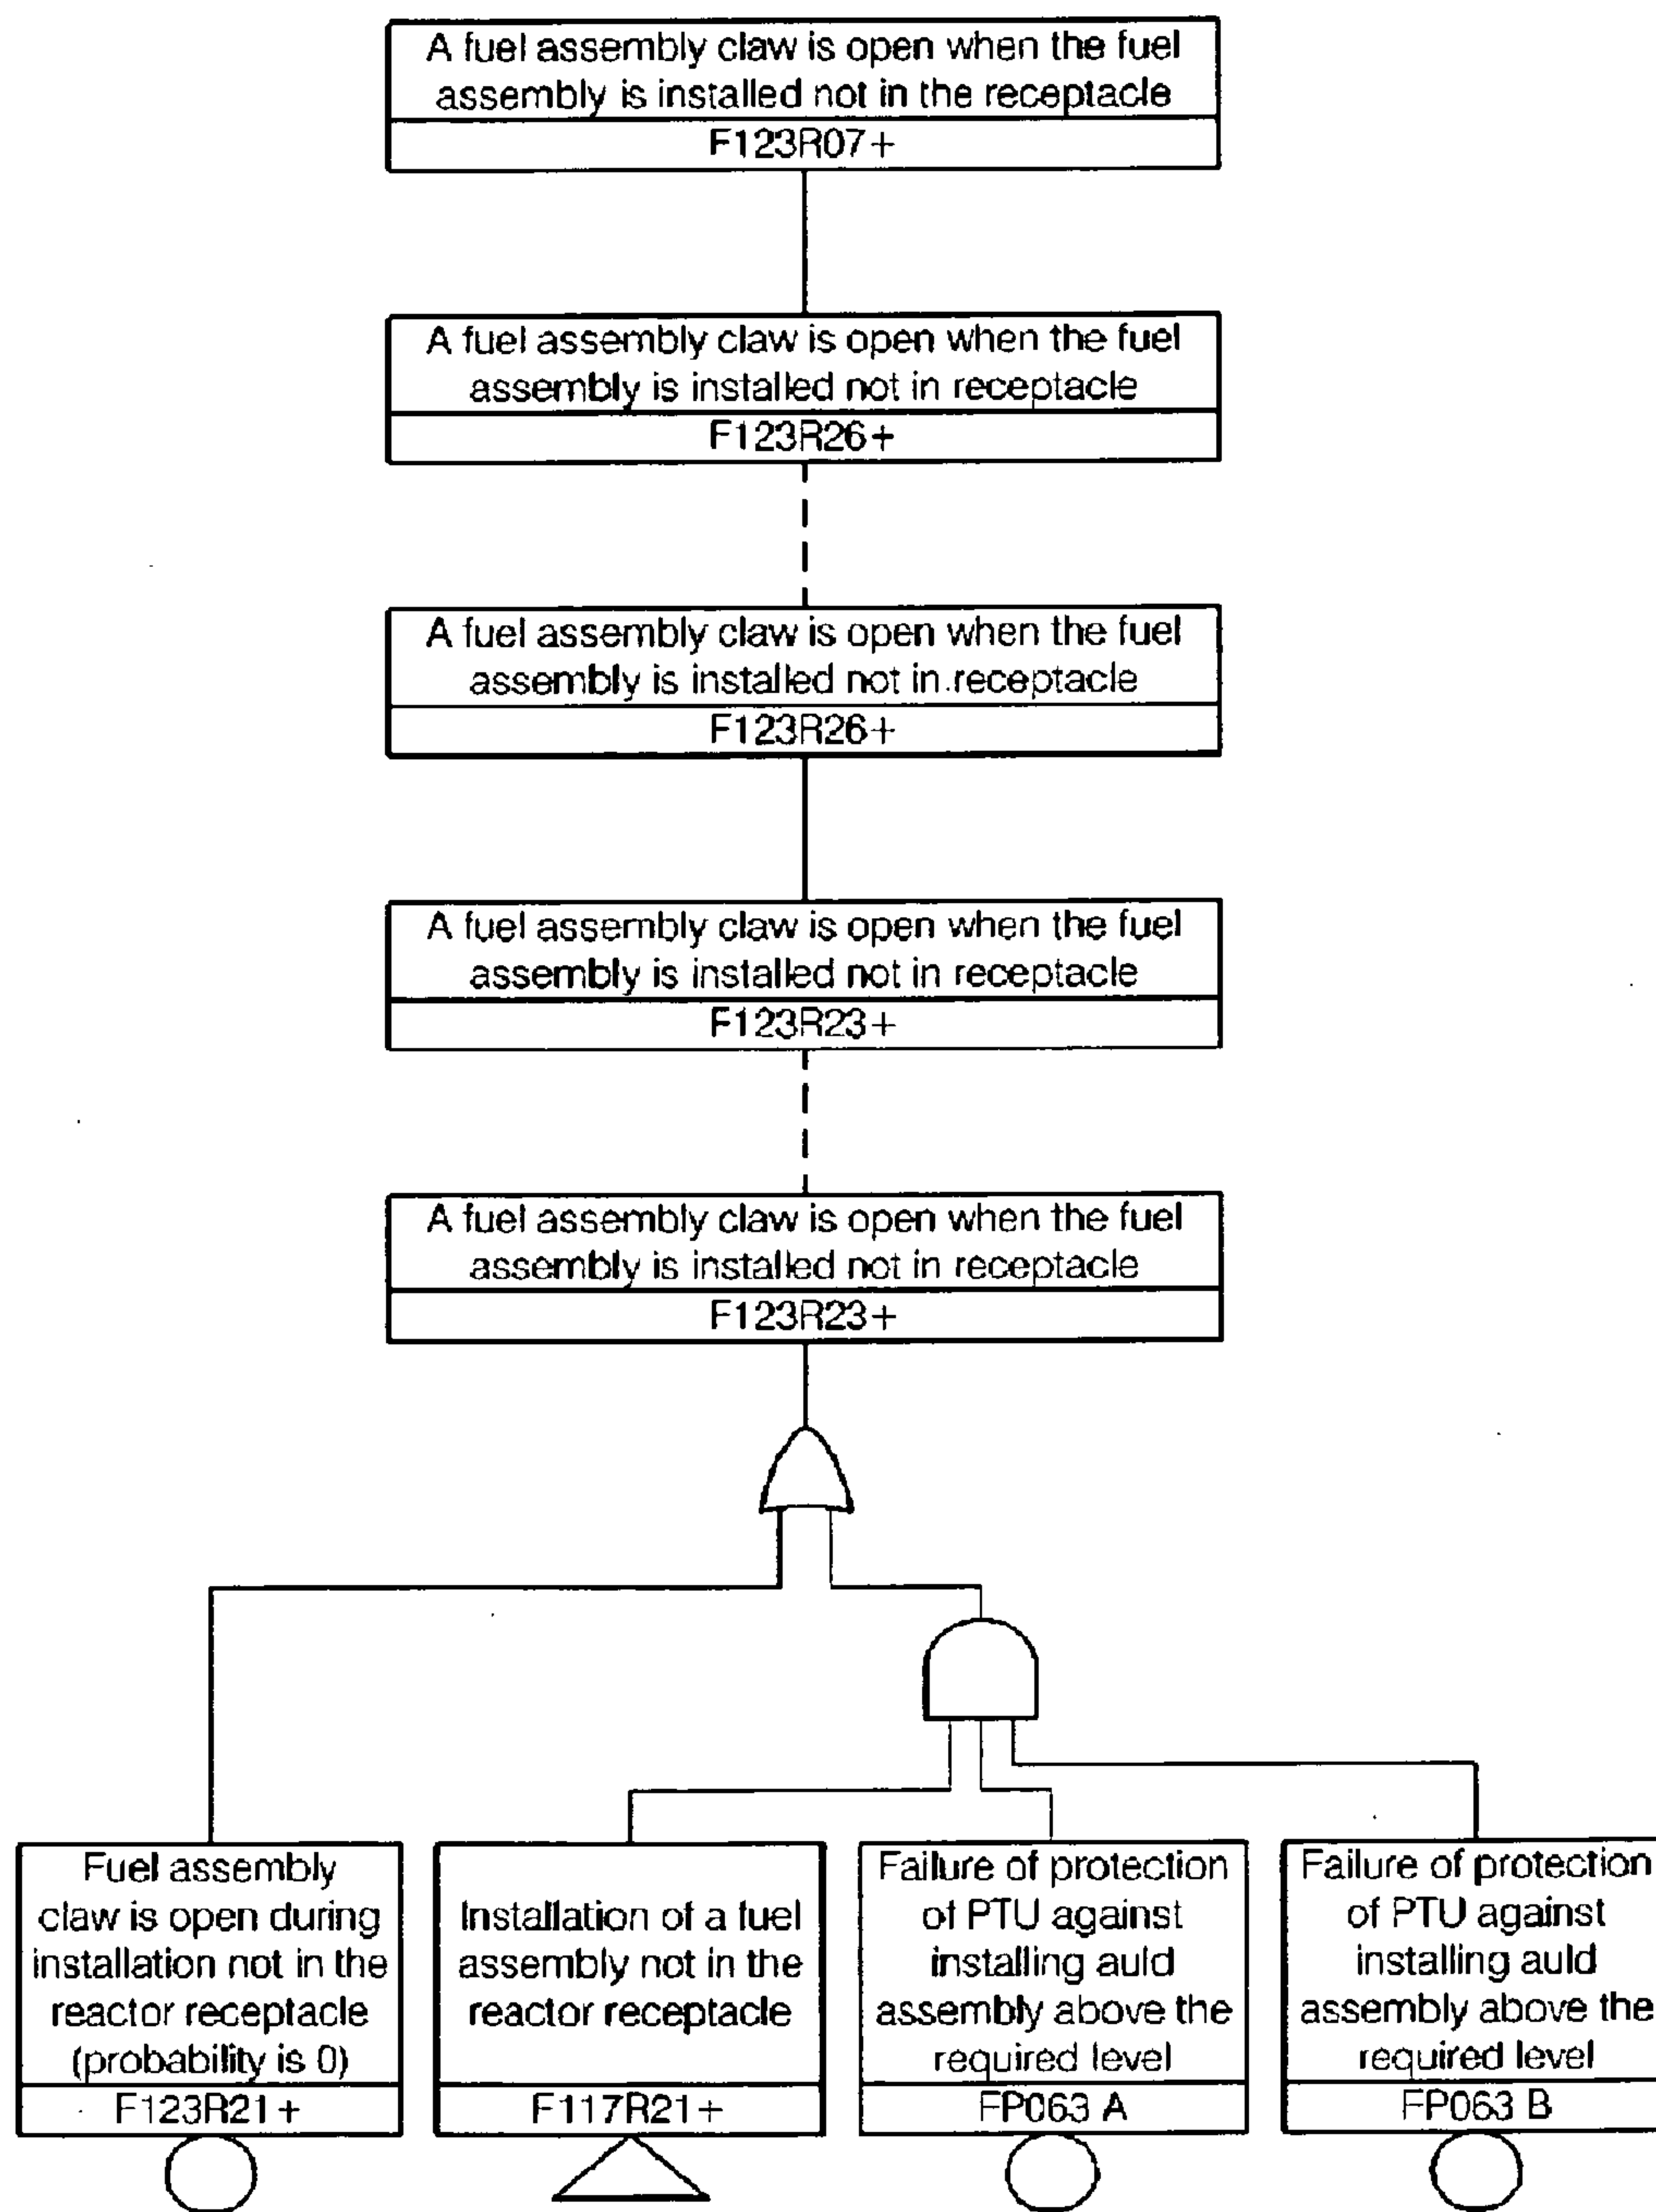 A fuel assembly claw is open when the fuel
assembly is installed not in the receptacle
F123R07+
A fuel assembly claw is open when the fuel
assembly is installed not in receptacle
F123R26+
A fuel assembly claw is open when the fuel
assembly is installed not in receptacle
F123R26+
A fuel assembly claw is open when the fuel
assembly is installed not in receptacle
F123R23+
A fuel assembly claw is open when the fuel
assembly is installed not in receptacle
F123R23+
Fuel assembly
claw is open during
installation not in the
reactor receptacle
(probability is 0)
F123R21+
Installation of a fuel
assembly not in the
reactor receptacle
F117R21+
Failure of protection
of PTU against
installing auld
assembly above the
required level
FP063 A
Failure of protection
of PTU against
installing auld
assembly above the
required level
FP063 B